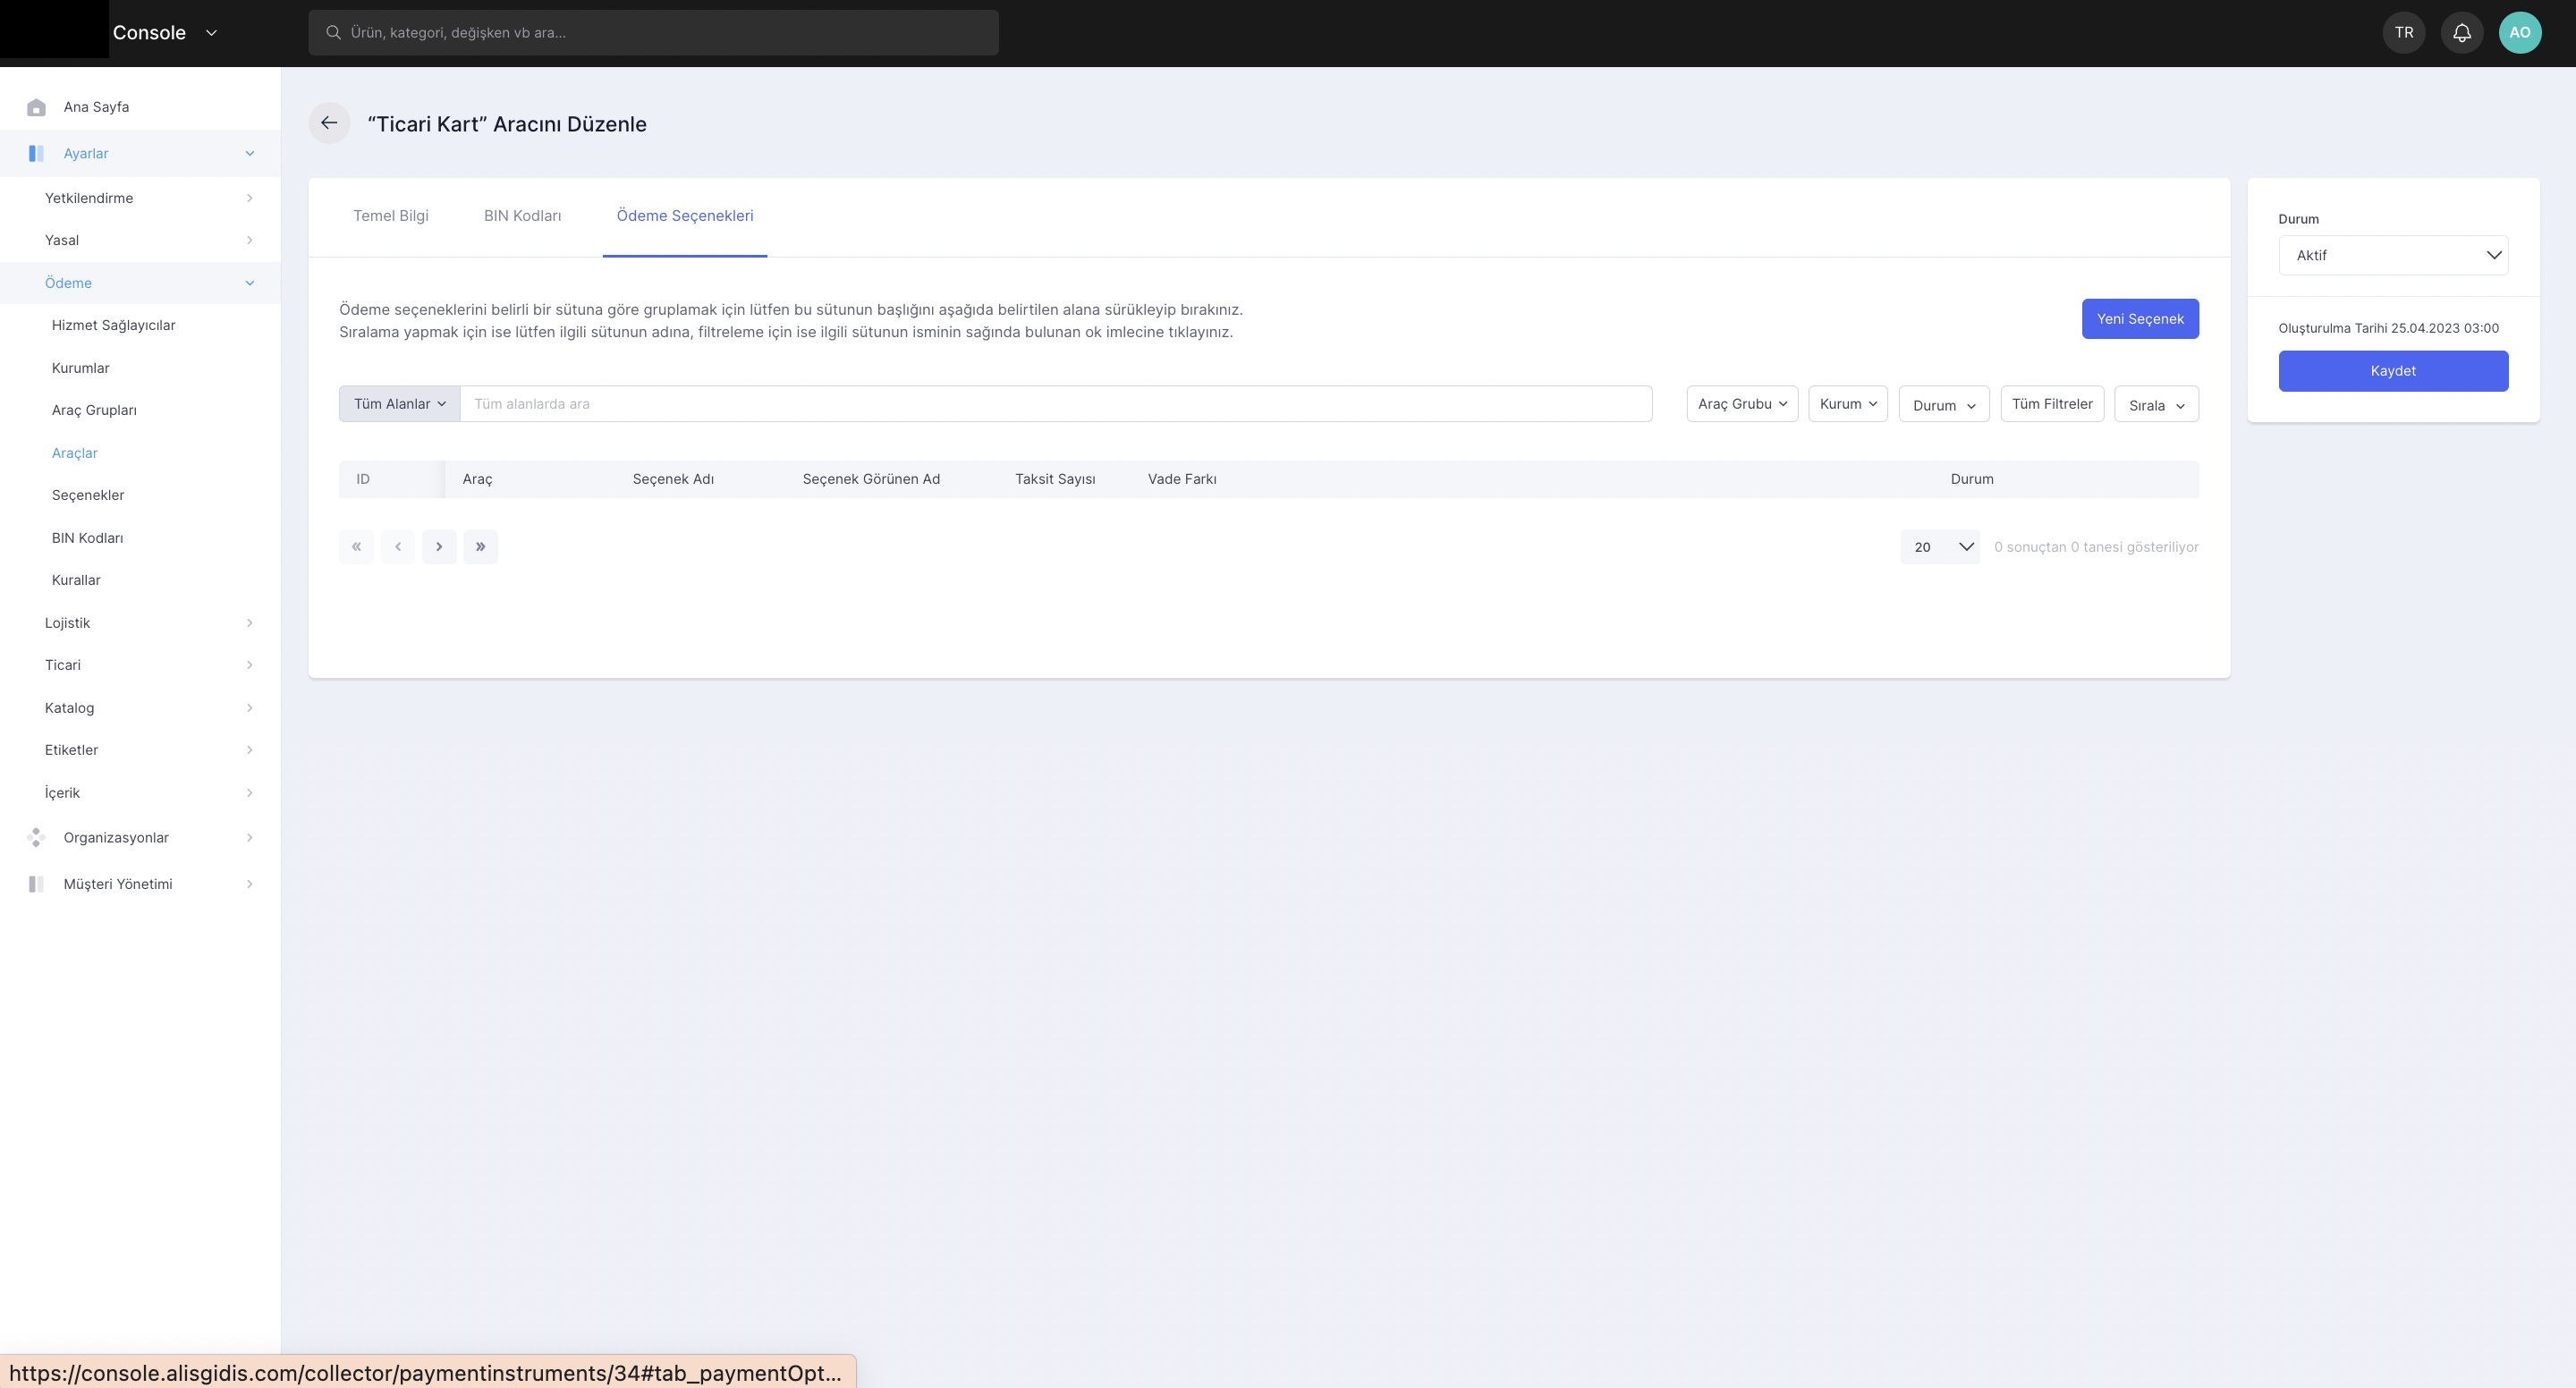 Console
Ürün, kategori, değişken vb ara...
TR
AO
Ana Sayfa
Ayarlar
Yetkilendirme
Yasal
Ödeme
Hizmet Sağlayıcılar
Kurumlar
Araç Grupları
Araçlar
Seçenekler
BIN Kodları
Kurallar
Lojistik
Ticari
Katalog
Etiketler
İçerik
Organizasyonlar
Müşteri Yönetimi
“Ticari Kart” Aracını Düzenle
Temel Bilgi
BIN Kodları
Ödeme Seçenekleri
Ödeme seçeneklerini belirli bir sütuna göre gruplamak için lütfen bu sütunun başlığını aşağıda belirtilen alana sürükleyip bırakınız.
Sıralama yapmak için ise lütfen ilgili sütunun adına, filtreleme için ise ilgili sütunun isminin sağında bulunan ok imlecine tıklayınız.
Yeni Seçenek
Tüm Alanlar
Tüm alanlarda ara
Araç Grubu
Kurum
Durum
Tüm Filtreler
Sırala
ID
Araç
Seçenek Adı
Seçenek Görünen Ad
Taksit Sayısı
Vade Farkı
Durum
« ‹ › »
20
0 sonuçtan 0 tanesi gösteriliyor
Durum
Aktif
Oluşturulma Tarihi 25.04.2023 03:00
Kaydet
https://console.alisgidis.com/collector/paymentinstruments/34#tab_paymentOpt...